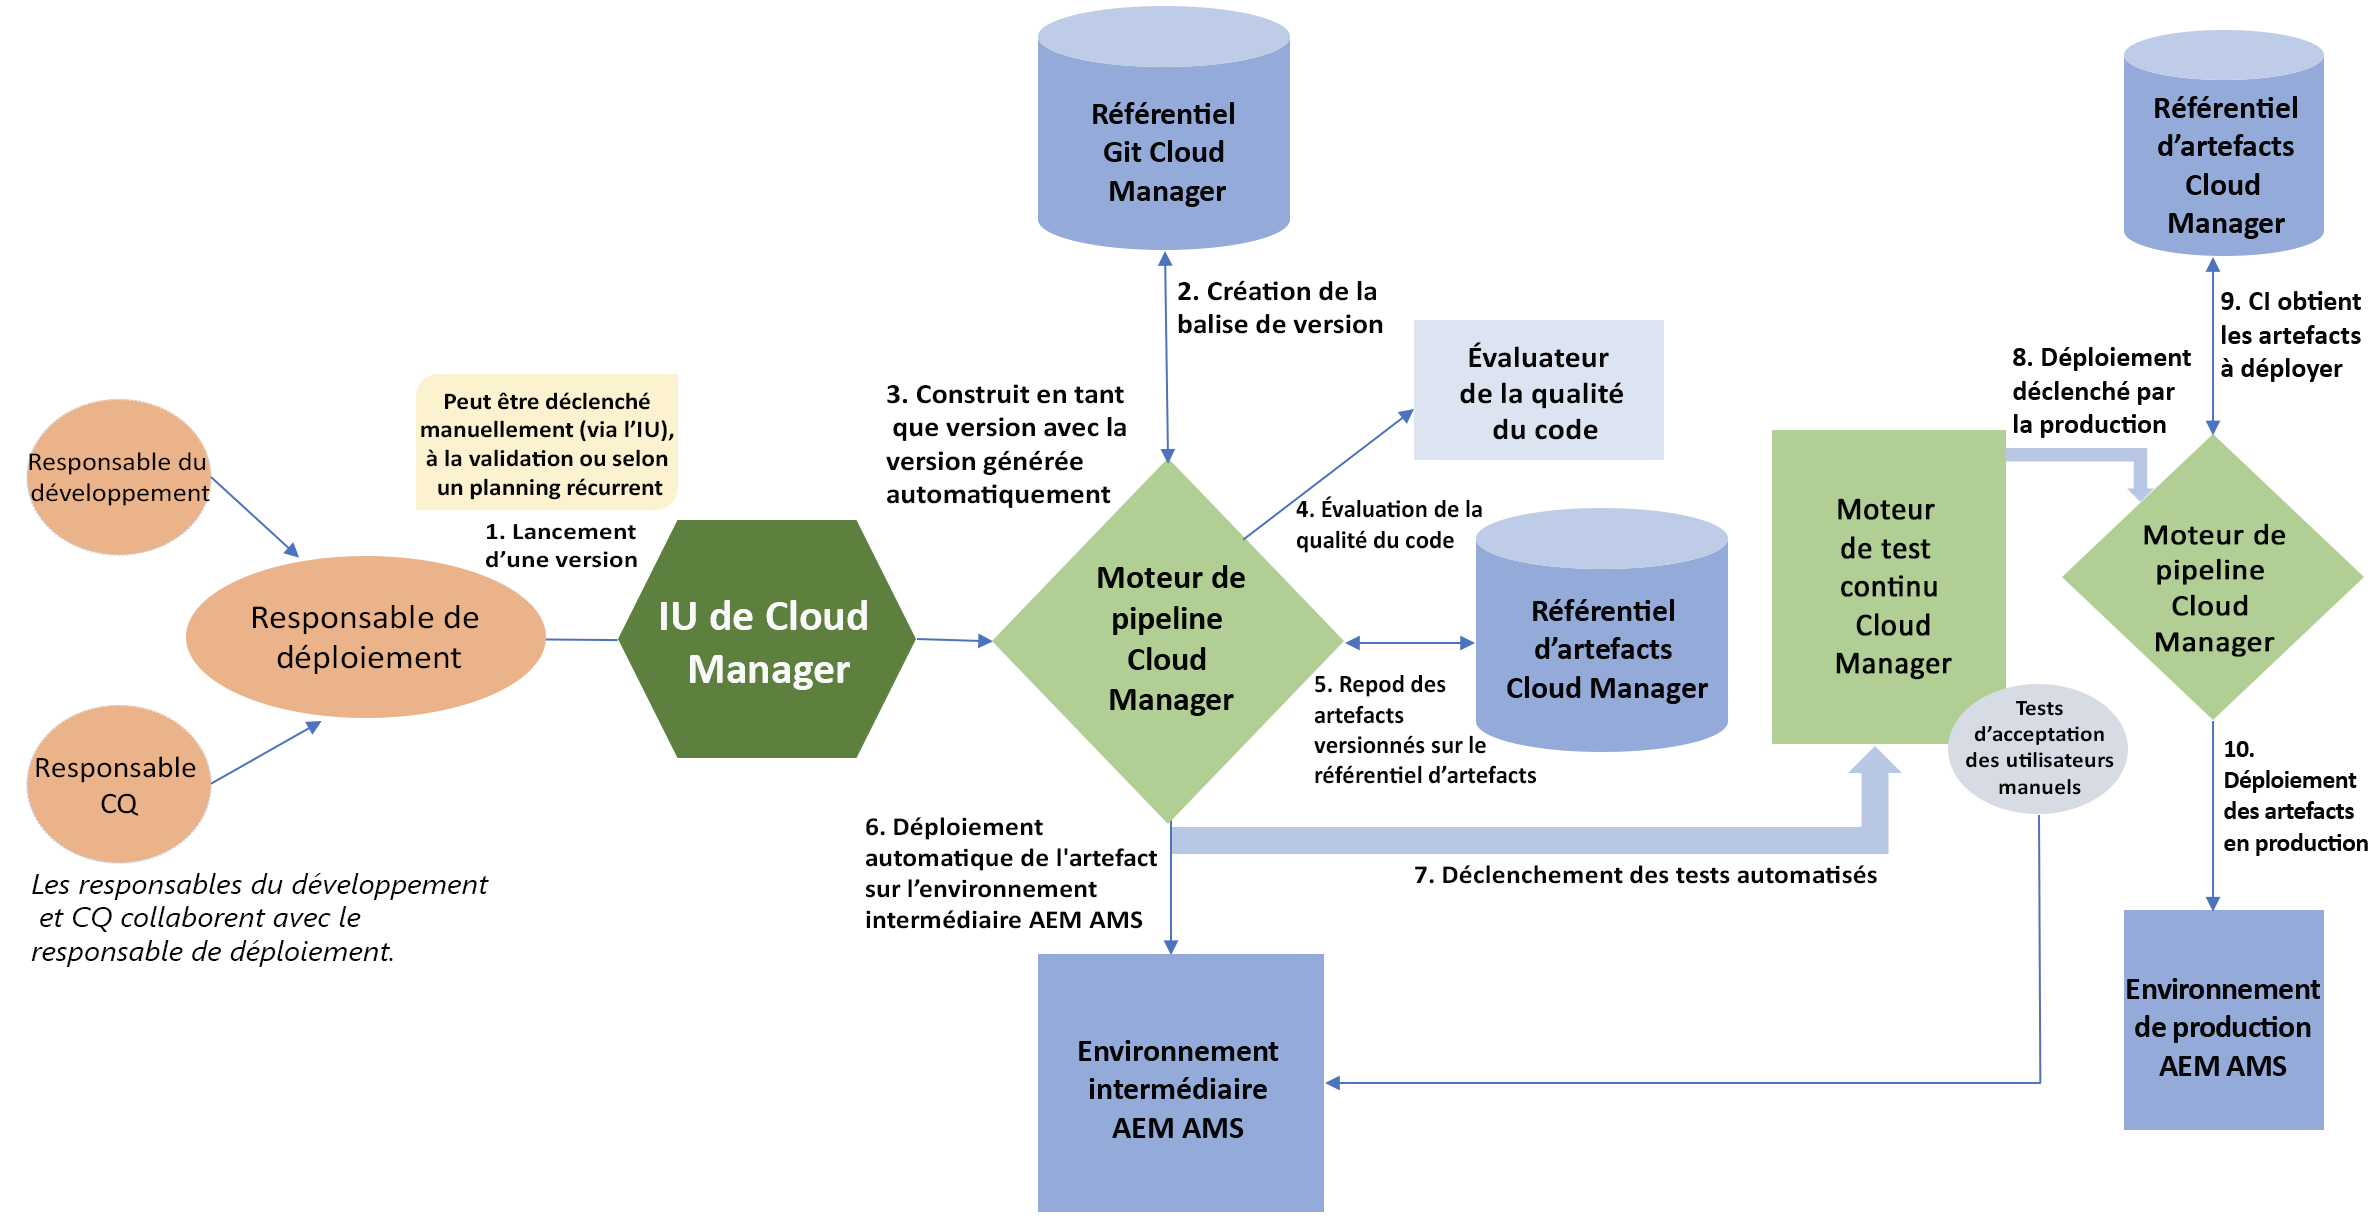 Référentiel
Git Cloud
Manager
Référentiel
d’artefacts
Cloud
Manager
2. Création de la
balise de version
9. CI obtient
les artefacts
à déployer
Évaluateur
de la qualité
du code
8. Déploiement
déclenché par
la production
3. Construit en tant
que version avec la
version générée
automatiquement
Peut être déclenché
manuellement (via l’IU),
à la validation ou selon
un planning récurrent
Responsable du
développement
1. Lancement
d’une version
4. Évaluation de la
qualité du code
Responsable de
déploiement
IU de Cloud
Manager
Moteur de
pipeline
Cloud
Manager
Référentiel
d’artefacts
Cloud Manager
Moteur
de test
continu
Cloud
Manager
Moteur de
pipeline
Cloud
Manager
5. Repod des
artefacts
versionnés sur le
référentiel d’artefacts
Tests
d’acceptation
des utilisateurs
manuels
10.
Déploiement
des artefacts
en production
Responsable
CQ
6. Déploiement
automatique de l'artefact
sur l’environnement
intermédiaire AEM AMS
7. Déclenchement des tests automatisés
Les responsables du développement
et CQ collaborent avec le
responsable de déploiement.
Environnement
intermédiaire
AEM AMS
Environnement
de production
AEM AMS